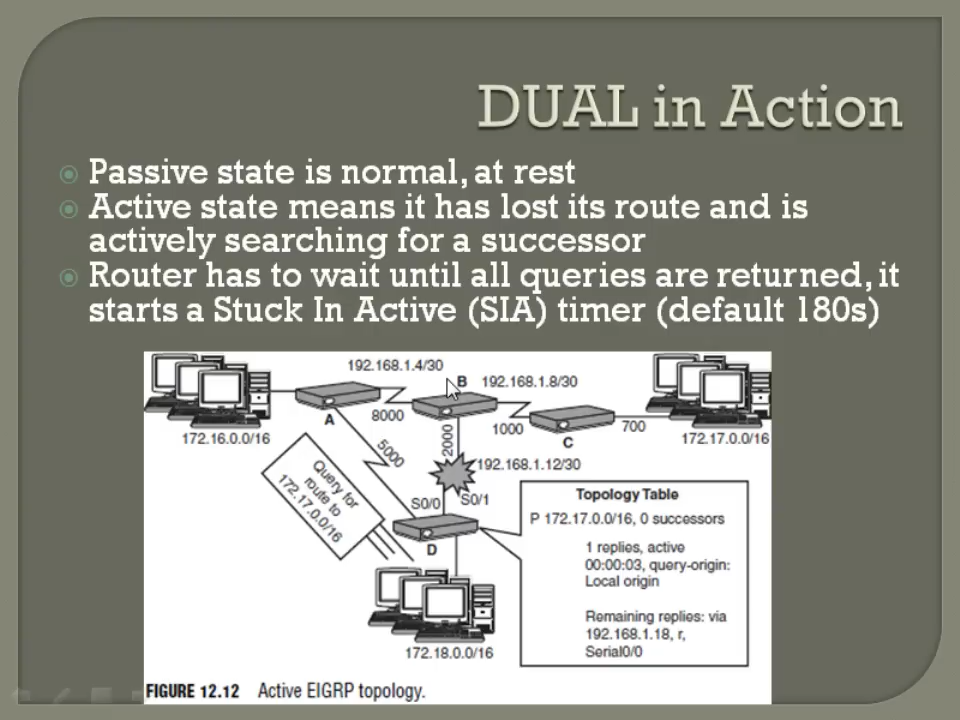 DUAL in Action
Passive state is normal, at rest
Active state means it has lost its route and is
actively searching for a successor
Router has to wait until all queries are returned, it
starts a Stuck In Active (SIA) timer (default 180s)
192.168.1.4/30
B
192.168.1.8/30
172.16.0.0/16
A
8000
1000
C
700
172.17.0.0/16
5000
2000
192.168.1.12/30
Query for
route to
172.17.0.0/16
S0/0
S0/1
D
172.18.0.0/16
Topology Table
P 172.17.0.0/16, 0 successors
1 replies, active
00:00:03, query-origin:
Local origin
Remaining replies: via
192.168.1.18, r,
Serial0/0
FIGURE 12.12 Active EIGRP topology.